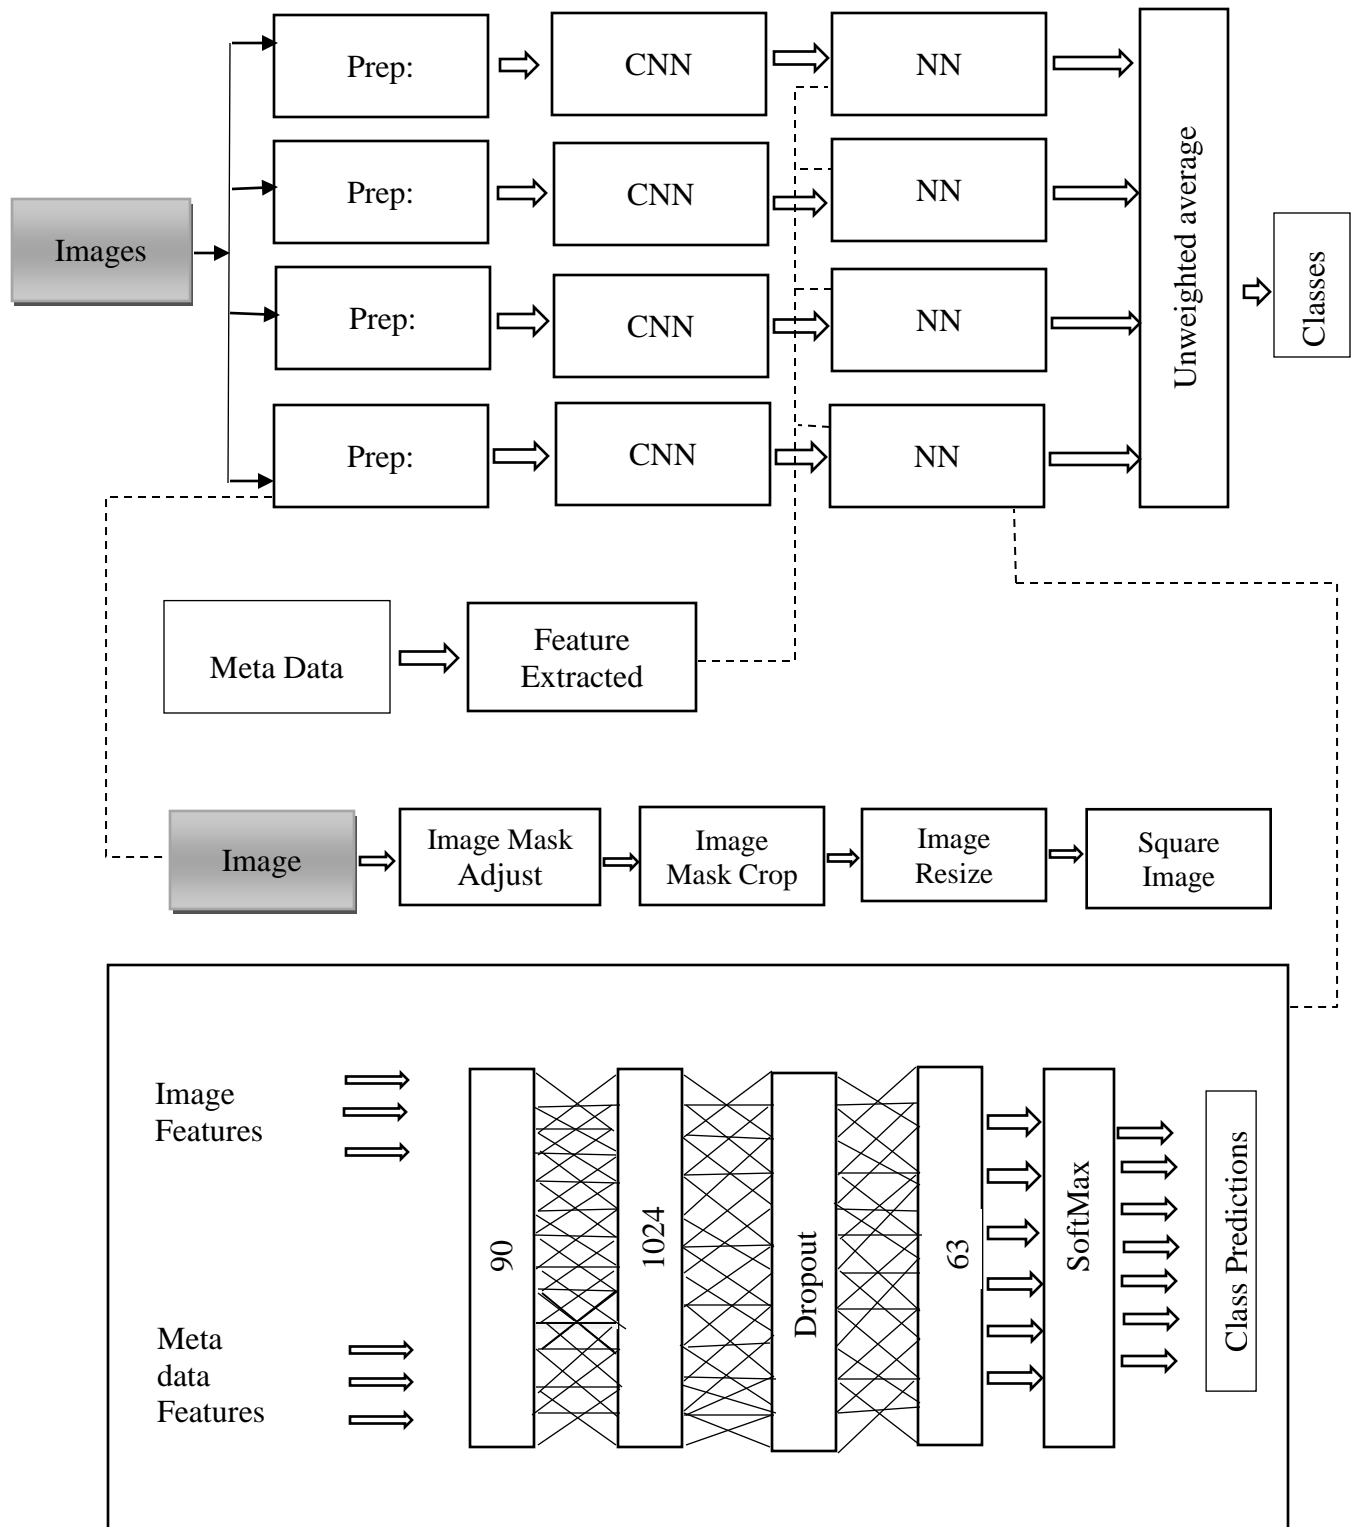 Prep:
CNN
NN
Prep:
CNN
NN
Images
Prep:
CNN
NN
Prep:
CNN
NN
Unweighted average
Classes
Meta Data
Feature
Extracted
Image
Image Mask
Adjust
Image
Mask Crop
Image
Resize
Square
Image
Image
Features
Meta
data
Features
90
1024
Dropout
63
SoftMax
Class Predictions